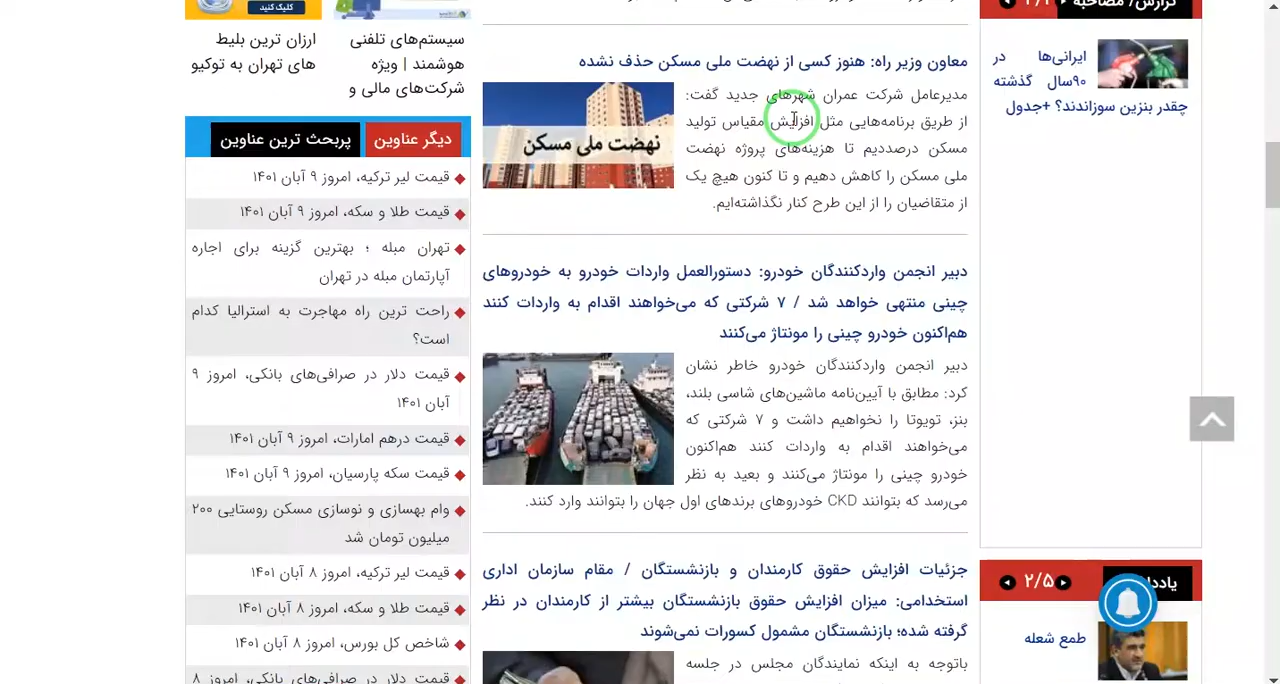 گزارش/ مصاحبه
ایرانی‌ها در
۹۰سال گذشته
چقدر بنزین سوزاندند؟ +جدول
۲/۵
طمع شعله
معاون وزیر راه: هنوز کسی از نهضت ملی مسکن حذف نشده
مدیرعامل شرکت عمران شهرهای جدید گفت:
از طریق برنامه‌هایی مثل افزایش مقیاس تولید
مسکن درصددیم تا هزینه‌های پروژه نهضت
ملی مسکن را کاهش دهیم و تا کنون هیچ یک
از متقاضیان را از این طرح کنار نگذاشته‌ایم.
نهضت ملی مسکن
دبیر انجمن واردکنندگان خودرو: دستورالعمل واردات خودرو به خودروهای
چینی منتهی خواهد شد / ۷ شرکتی که می‌خواهند اقدام به واردات کنند
هم‌اکنون خودرو چینی را مونتاژ می‌کنند
دبیر انجمن واردکنندگان خودرو خاطر نشان
کرد: مطابق با آیین‌نامه ماشین‌های شاسی بلند،
بنز، تویوتا را نخواهیم داشت و ۷ شرکتی که
می‌خواهند اقدام به واردات کنند هم‌اکنون
خودرو چینی را مونتاژ می‌کنند و بعید به نظر
می‌رسد که بتوانند CKD خودروهای برندهای اول جهان را بتوانند وارد کنند.
جزئیات افزایش حقوق کارمندان و بازنشستگان / مقام سازمان اداری
استخدامی: میزان افزایش حقوق بازنشستگان بیشتر از کارمندان در نظر
گرفته شده؛ بازنشستگان مشمول کسورات نمی‌شوند
باتوجه به اینکه نمایندگان مجلس در جلسه
کلیک کنید
سیستم‌های تلفنی
هوشمند | ویژه
شرکت‌های مالی و
ارزان ترین بلیط
های تهران به توکیو
دیگر عناوین
پربحث ترین عناوین
قیمت لیر ترکیه، امروز ۹ آبان ۱۴۰۱
قیمت طلا و سکه، امروز ۹ آبان ۱۴۰۱
تهران مبله ؛ بهترین گزینه برای اجاره
آپارتمان مبله در تهران
راحت ترین راه مهاجرت به استرالیا کدام
است؟
قیمت دلار در صرافی‌های بانکی، امروز ۹
آبان ۱۴۰۱
قیمت درهم امارات، امروز ۹ آبان ۱۴۰۱
قیمت سکه پارسیان، امروز ۹ آبان ۱۴۰۱
وام بهسازی و نوسازی مسکن روستایی ۲۰۰
میلیون تومان شد
قیمت لیر ترکیه، امروز ۸ آبان ۱۴۰۱
قیمت طلا و سکه، امروز ۸ آبان ۱۴۰۱
شاخص کل بورس، امروز ۸ آبان ۱۴۰۱
قیمت دلار در صرافی‌های بانکی، امروز ۸